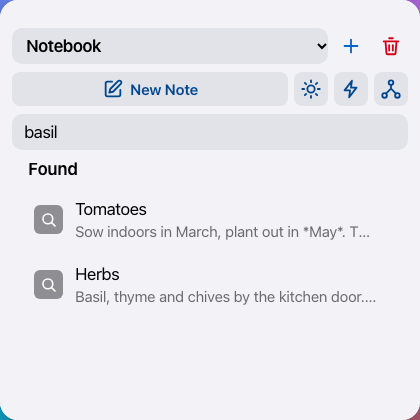 Notebook
New Note
basil
Found
Tomatoes
Sow indoors in March, plant out in *May*. T...
Herbs
Basil, thyme and chives by the kitchen door....